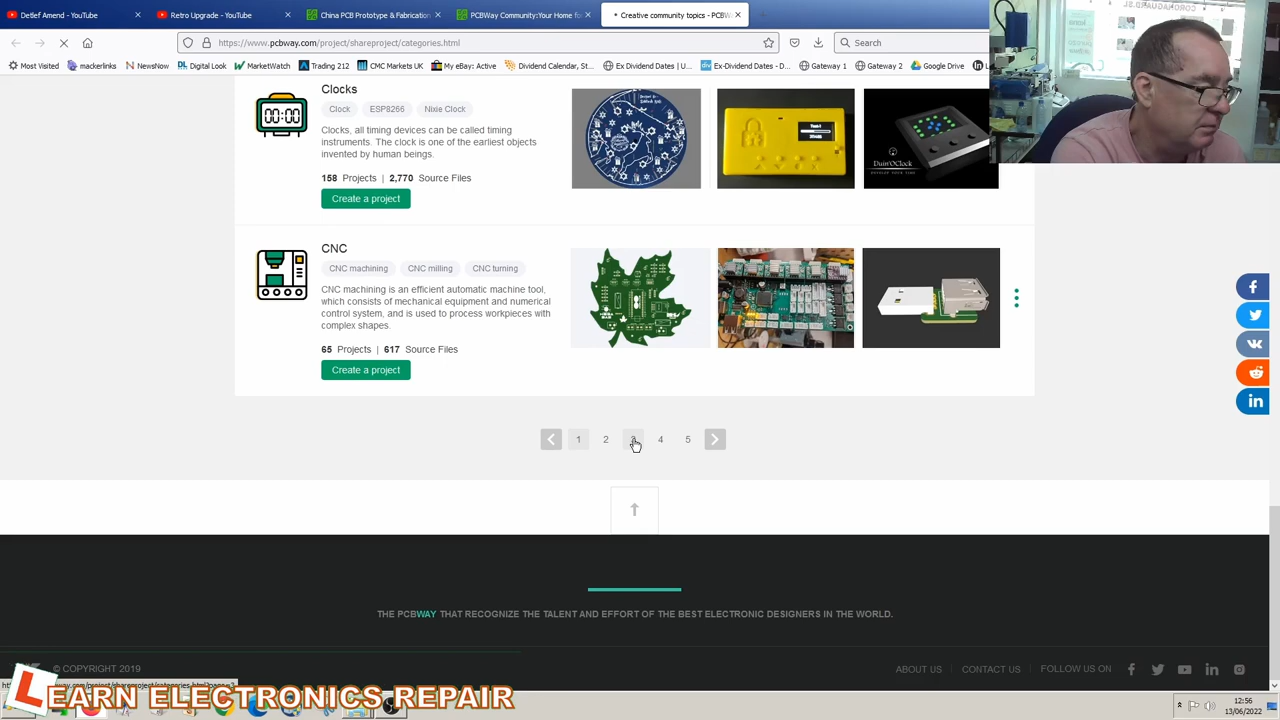 Delief Amend - YouTube
Retro Upgrade - YouTube
China PCB Prototype & Fabricati
PCBWay Community:Your Home fo
Creative community topics - PCBW
https://www.pcbway.com/project/shareproject/categories.html
Search
Most Visited
mackerlinks
NewsNow
Digital Look
MarketWatch
Trading 212
CMC Markets UK
My eBay: Active
Dividend Calendar, St...
Ex Dividend Dates | U...
Ex-Dividend Dates - D...
Gateway 1
Gateway 2
Google Drive
Clocks
Clock ESP8266 Nixie Clock
Clocks, all timing devices can be called timing
instruments. The clock is one of the earliest objects
invented by human beings.
158 Projects | 2,770 Source Files
Create a project
Duin'OClock
CNC
CNC machining CNC milling CNC turning
CNC machining is an efficient automatic machine tool,
which consists of mechanical equipment and numerical
control system, and is used to process workpieces with
complex shapes.
65 Projects | 617 Source Files
Create a project
1 2 3 4 5
THE PCBWAY THAT RECOGNIZE THE TALENT AND EFFORT OF THE BEST ELECTRONIC DESIGNERS IN THE WORLD.
© COPYRIGHT 2019
ABOUT US
CONTACT US
FOLLOW US ON
LEARN ELECTRONICS REPAIR
12:56
13/06/2022